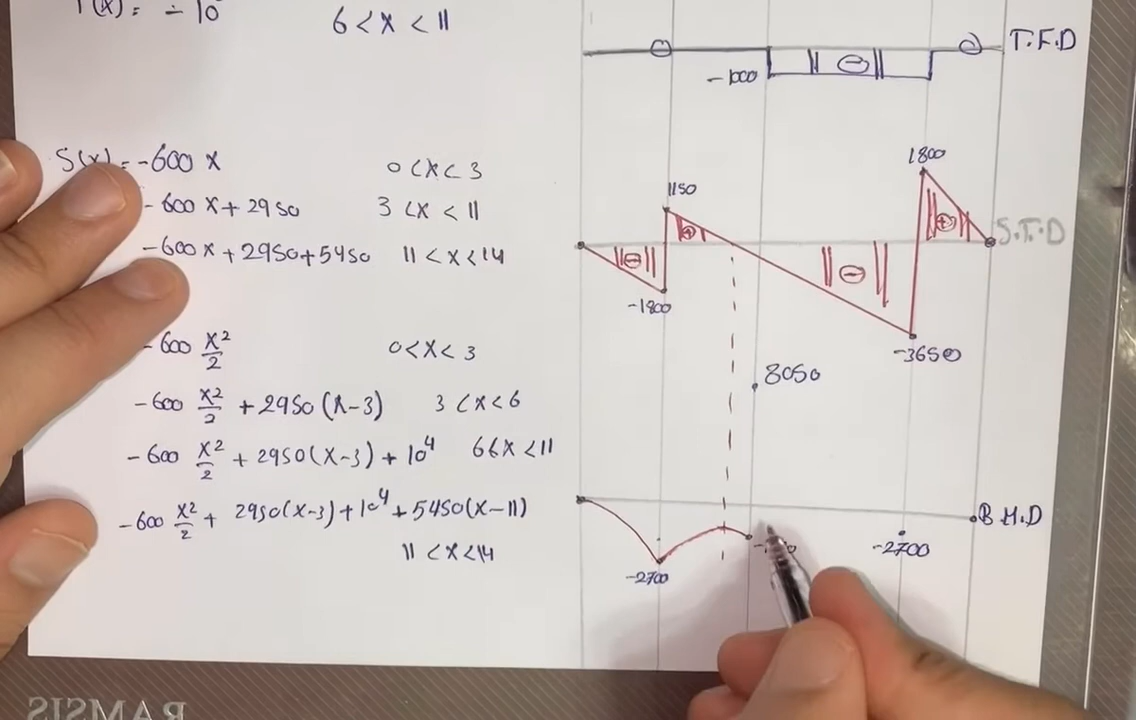 6 < x < 11
T.F.D
-1000
S(x) = -600 x 0 < x < 3
- 600 x + 2950 3 < x < 11
-600x + 2950 + 5450 11 < x < 14
1150
1800
S.F.D
-1800
-3650
8050
- 600 x²/2 0 < x < 3
- 600 x²/2 + 2950 (x-3) 3 < x < 6
- 600 x²/2 + 2950 (x-3) + 10⁴ 6 < x < 11
- 600 x²/2 + 2950(x-3) + 10⁴ + 5450(x-11)
11 < x < 14
B.M.D
-2700
-2700
RAMSIS